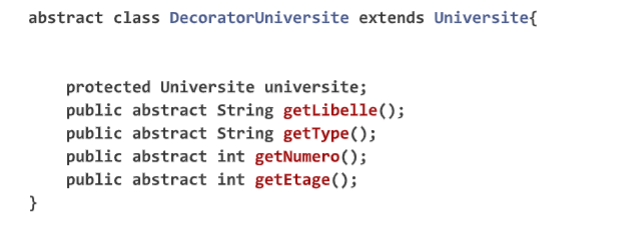 abstract class DecoratorUniversite extends Universite{
protected Universite universite;
public abstract String getLibelle();
public abstract String getType();
public abstract int getNumero();
public abstract int getEtage();
}